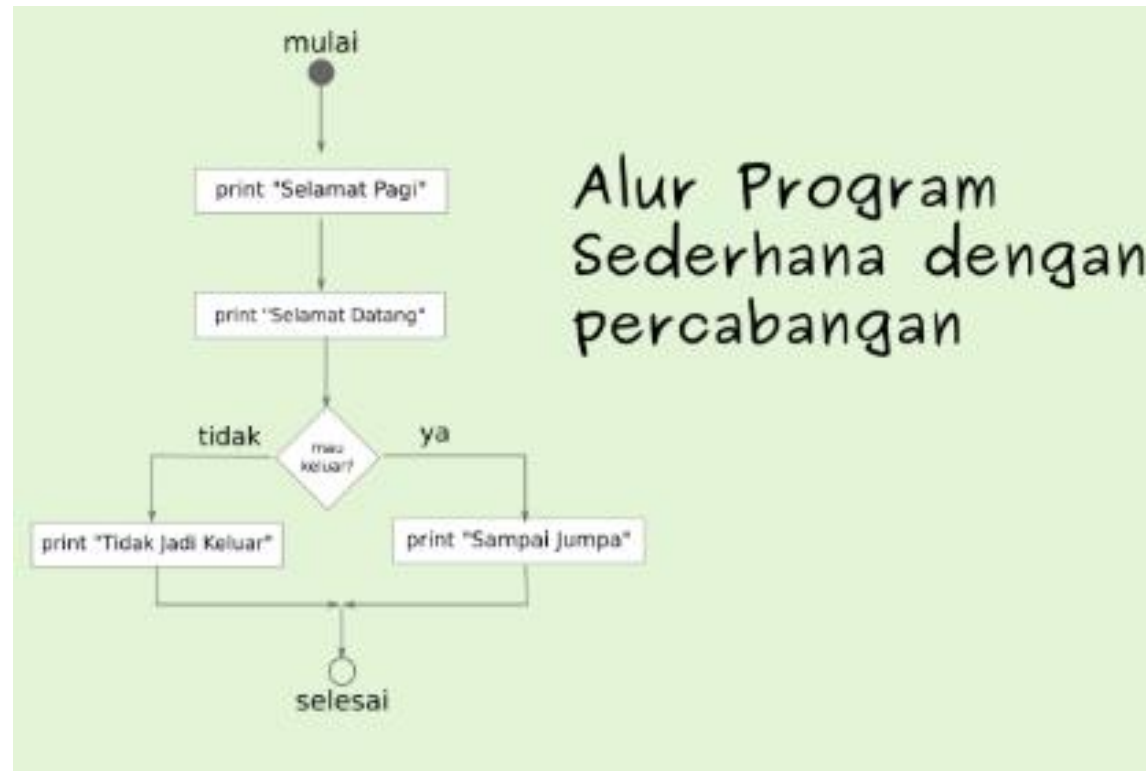 mulai
print "Selamat Pagi"
print "Selamat Datang"
mau
keluar?
tidak
ya
print "Tidak Jadi Keluar"
print "Sampai Jumpa"
selesai
Alur Program
Sederhana dengan
percabangan